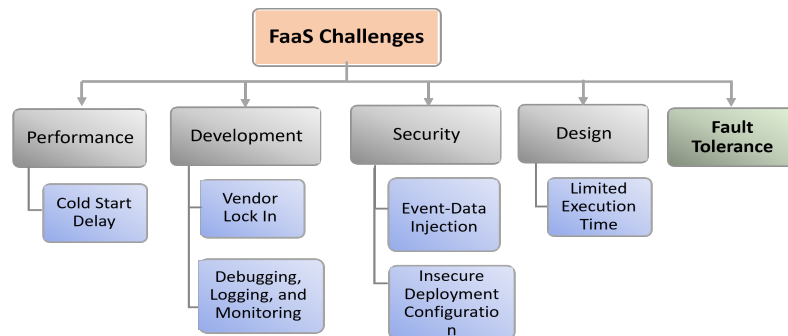 FaaS Challenges
Performance
Development
Security
Design
Fault
Tolerance
Cold Start
Delay
Vendor
Lock In
Debugging,
Logging, and
Monitoring
Event-Data
Injection
Insecure
Deployment
Configuratio
n
Limited
Execution
Time